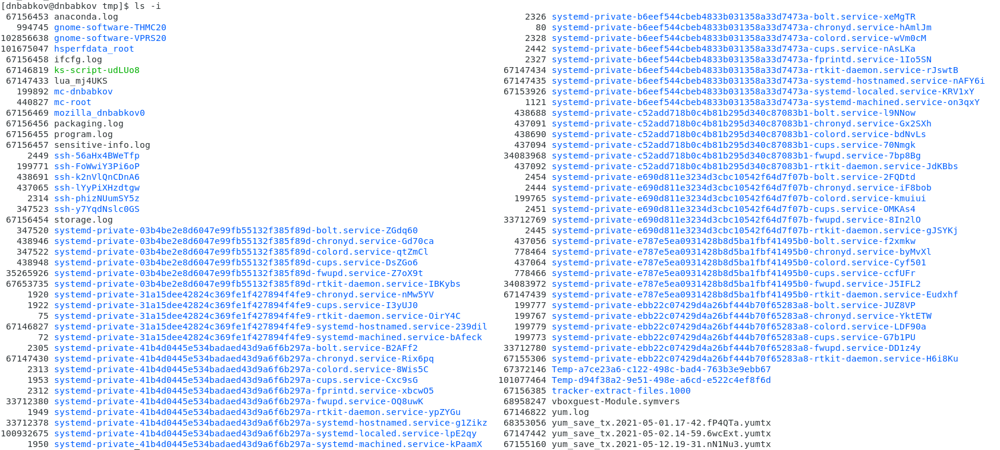 [dnbabkov@dnbabkov tmp]$ ls -i
67156453 anaconda.log
994745 gnome-software-THMC20
102856638 gnome-software-VPRS20
101675047 hsperfdata_root
67156458 ifcfg.log
67146819 ks-script-udLUo8
67147433 lua_mj4UKS
199892 mc-dnbabkov
440827 mc-root
67156469 mozilla_dnbabkov0
67156456 packaging.log
67156455 program.log
67156457 sensitive-info.log
2449 ssh-56aHx4BWeTfp
199771 ssh-FoWwiY3Pi6oP
438691 ssh-k2nVlQnCDnA6
437065 ssh-lYyPiXHzdtgw
2314 ssh-phizNUumSY5z
347523 ssh-y7YqdNslc0GS
67156454 storage.log
347520 systemd-private-03b4be2e8d6047e99fb55132f385f89d-bolt.service-ZGdq60
438946 systemd-private-03b4be2e8d6047e99fb55132f385f89d-chronyd.service-Gd70ca
347522 systemd-private-03b4be2e8d6047e99fb55132f385f89d-colord.service-qtZmCl
438948 systemd-private-03b4be2e8d6047e99fb55132f385f89d-cups.service-DsZGo6
35265926 systemd-private-03b4be2e8d6047e99fb55132f385f89d-fwupd.service-Z7oX9t
67653735 systemd-private-03b4be2e8d6047e99fb55132f385f89d-rtkit-daemon.service-IBKybs
1920 systemd-private-31a15dee42824c369fe1f427894f4fe9-chronyd.service-nMw5YV
1922 systemd-private-31a15dee42824c369fe1f427894f4fe9-cups.service-I3yUJ0
75 systemd-private-31a15dee42824c369fe1f427894f4fe9-rtkit-daemon.service-OirY4C
67146827 systemd-private-31a15dee42824c369fe1f427894f4fe9-systemd-hostnamed.service-239dil
72 systemd-private-31a15dee42824c369fe1f427894f4fe9-systemd-machined.service-bAfeck
2305 systemd-private-41b4d0445e534badaed43d9a6f6b297a-bolt.service-B2AFf2
67147430 systemd-private-41b4d0445e534badaed43d9a6f6b297a-chronyd.service-Rix6pq
2313 systemd-private-41b4d0445e534badaed43d9a6f6b297a-colord.service-8Wis5C
1953 systemd-private-41b4d0445e534badaed43d9a6f6b297a-cups.service-Cxc9sG
2312 systemd-private-41b4d0445e534badaed43d9a6f6b297a-fprintd.service-xbcwO5
33712380 systemd-private-41b4d0445e534badaed43d9a6f6b297a-fwupd.service-OQ8uwK
1949 systemd-private-41b4d0445e534badaed43d9a6f6b297a-rtkit-daemon.service-ypZYGu
33712378 systemd-private-41b4d0445e534badaed43d9a6f6b297a-systemd-hostnamed.service-g1Zikz
100932675 systemd-private-41b4d0445e534badaed43d9a6f6b297a-systemd-localed.service-lpE2qy
1950 systemd-private-41b4d0445e534badaed43d9a6f6b297a-systemd-machined.service-kPaamX
2326 systemd-private-b6eef544cbeb4833b031358a33d7473a-bolt.service-xeMgTR
80 systemd-private-b6eef544cbeb4833b031358a33d7473a-chronyd.service-hAmlJm
2328 systemd-private-b6eef544cbeb4833b031358a33d7473a-colord.service-wVm0cM
2442 systemd-private-b6eef544cbeb4833b031358a33d7473a-cups.service-nAsLKa
2327 systemd-private-b6eef544cbeb4833b031358a33d7473a-fprintd.service-1Io5SN
67147434 systemd-private-b6eef544cbeb4833b031358a33d7473a-rtkit-daemon.service-rJswtB
67147435 systemd-private-b6eef544cbeb4833b031358a33d7473a-systemd-hostnamed.service-nAFY6i
67153926 systemd-private-b6eef544cbeb4833b031358a33d7473a-systemd-localed.service-KRV1xY
1121 systemd-private-b6eef544cbeb4833b031358a33d7473a-systemd-machined.service-on3qxY
438688 systemd-private-c52add718b0c4b81b295d340c87083b1-bolt.service-l9NNow
437091 systemd-private-c52add718b0c4b81b295d340c87083b1-chronyd.service-Gx2SXh
438690 systemd-private-c52add718b0c4b81b295d340c87083b1-colord.service-bdNvLs
437094 systemd-private-c52add718b0c4b81b295d340c87083b1-cups.service-70Nmgk
34083968 systemd-private-c52add718b0c4b81b295d340c87083b1-fwupd.service-7bp8Bg
437092 systemd-private-c52add718b0c4b81b295d340c87083b1-rtkit-daemon.service-JdKBbs
2454 systemd-private-e690d811e3234d3cbc10542f64d7f07b-bolt.service-2FQDtd
2444 systemd-private-e690d811e3234d3cbc10542f64d7f07b-chronyd.service-iF8bob
199765 systemd-private-e690d811e3234d3cbc10542f64d7f07b-colord.service-kmuiui
2451 systemd-private-e690d811e3234d3cbc10542f64d7f07b-cups.service-OMKAs4
33712769 systemd-private-e690d811e3234d3cbc10542f64d7f07b-fwupd.service-8In2lO
2445 systemd-private-e690d811e3234d3cbc10542f64d7f07b-rtkit-daemon.service-gJSYKj
437056 systemd-private-e787e5ea0931428b8d5ba1fbf41495b0-bolt.service-f2xmkw
778464 systemd-private-e787e5ea0931428b8d5ba1fbf41495b0-chronyd.service-byMvXl
437064 systemd-private-e787e5ea0931428b8d5ba1fbf41495b0-colord.service-Cyf501
778466 systemd-private-e787e5ea0931428b8d5ba1fbf41495b0-cups.service-ccfUFr
34083972 systemd-private-e787e5ea0931428b8d5ba1fbf41495b0-fwupd.service-J5IFL2
67147439 systemd-private-e787e5ea0931428b8d5ba1fbf41495b0-rtkit-daemon.service-Eudxhf
199777 systemd-private-ebb22c07429d4a26bf444b70f65283a8-bolt.service-JUZ8VP
199767 systemd-private-ebb22c07429d4a26bf444b70f65283a8-chronyd.service-YktETW
199779 systemd-private-ebb22c07429d4a26bf444b70f65283a8-colord.service-LDF90a
199773 systemd-private-ebb22c07429d4a26bf444b70f65283a8-cups.service-G7b1PU
33712780 systemd-private-ebb22c07429d4a26bf444b70f65283a8-fwupd.service-DD1z4y
67155306 systemd-private-ebb22c07429d4a26bf444b70f65283a8-rtkit-daemon.service-H6i8Ku
67372146 Temp-a7ce23a6-c122-498c-bad4-763b3e9ebb67
101077464 Temp-d94f38a2-9e51-498e-a6cd-e522c4ef8f6d
67156385 tracker-extract-files.1000
68958247 vboxguest-Module.symvers
67146822 yum.log
68353056 yum_save_tx.2021-05-01.17-42.fP4QTa.yumtx
67147442 yum_save_tx.2021-05-02.14-59.6wcExt.yumtx
67155160 yum_save_tx.2021-05-12.19-31.nN1Nu3.yumtx